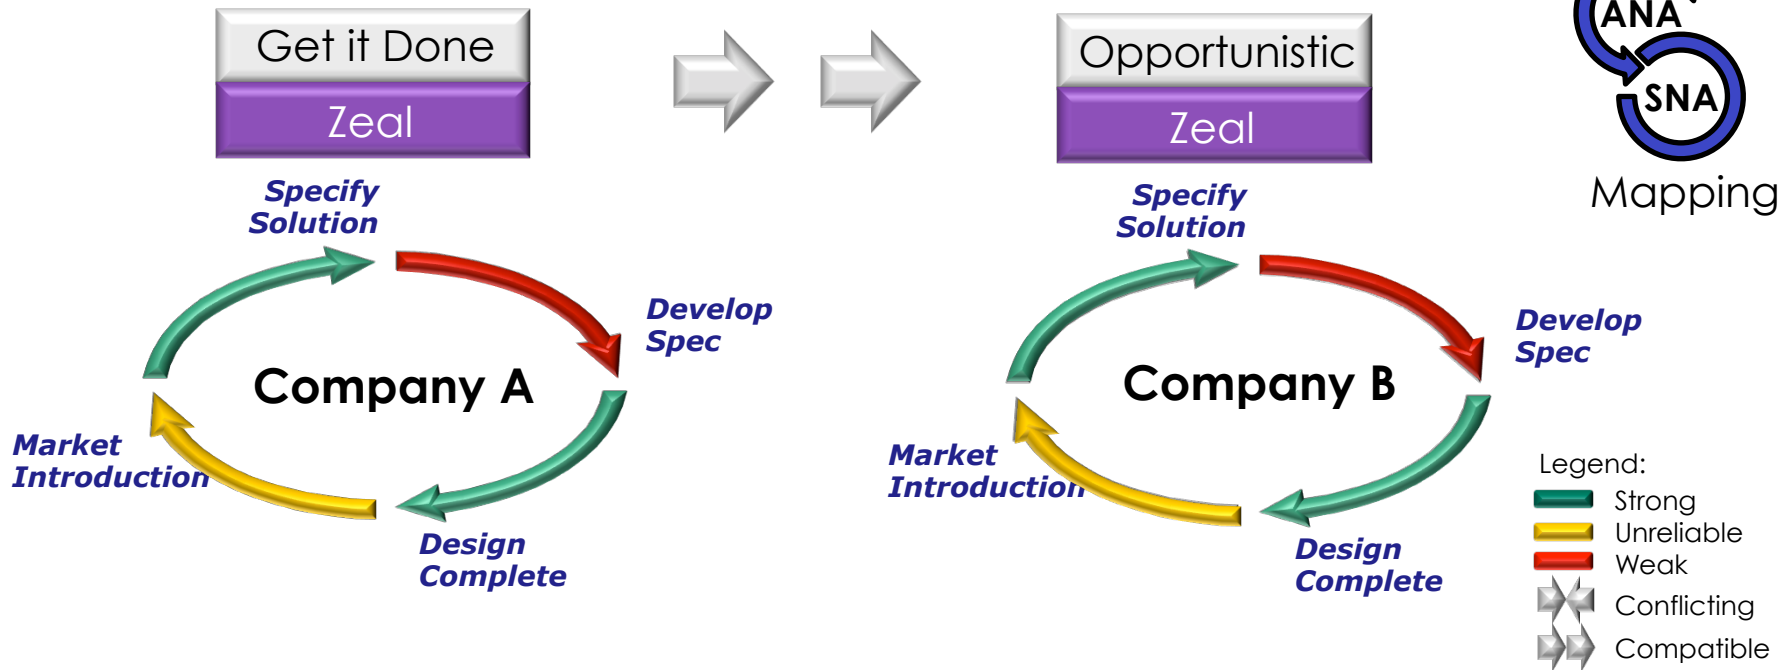 Get it Done
Zeal
Opportunistic
Zeal
ANA
SNA
Mapping
Specify
Solution
Develop
Spec
Company A
Market
Introduction
Design
Complete
Specify
Solution
Develop
Spec
Company B
Market
Introduction
Design
Complete
Legend:
Strong
Unreliable
Weak
Conflicting
Compatible